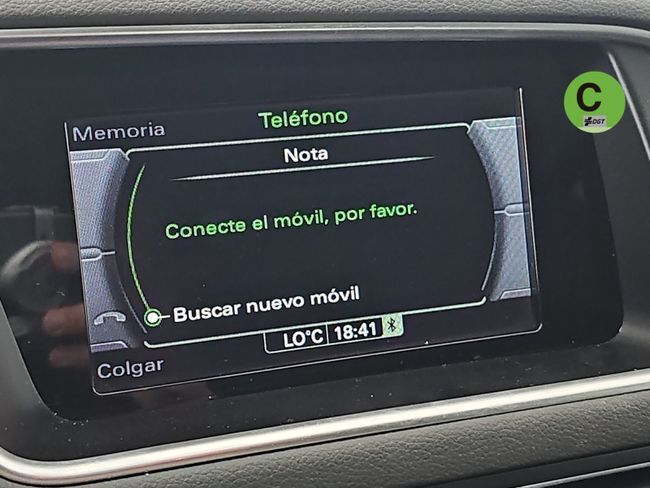 Memoria
Teléfono
Nota
Conecte el móvil, por favor.
Buscar nuevo móvil
LO°C 18:41
Colgar
C
DGT